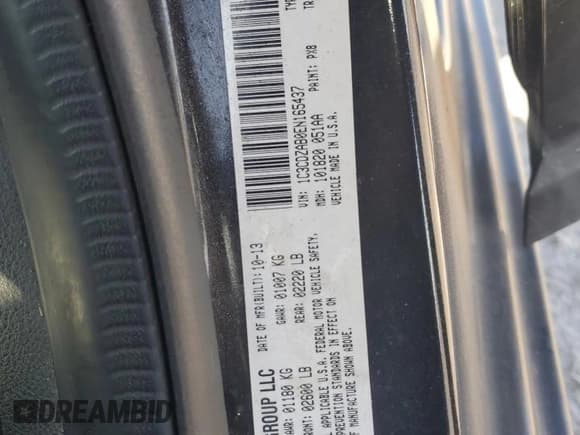 GROUP LLC
DATE OF MFR(BUILT): 10-13
01180 KG
GAWR: 01007 KG
02600 LB
REAR: 02220 LB
APPLICABLE U.S.A. FEDERAL MOTOR VEHICLE SAFETY,
PREVENTION STANDARDS IN EFFECT ON
OF MANUFACTURE SHOWN ABOVE.
VIN: 1C3CDZAB0EN165437
TYP
MDH: 101820 051AA
PAINT: PXB
TR
VEHICLE MADE IN U.S.A.
DREAMBID